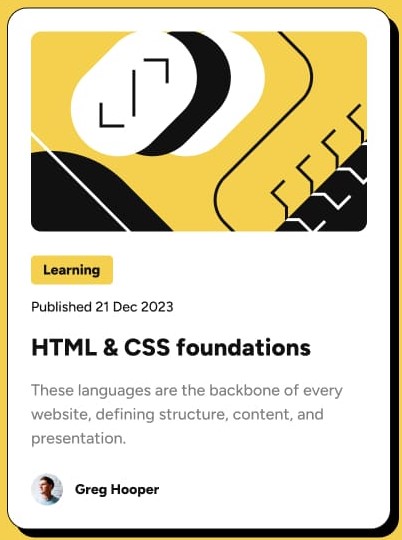 Learning
Published 21 Dec 2023
HTML & CSS foundations
These languages are the backbone of every
website, defining structure, content, and
presentation.
Greg Hooper